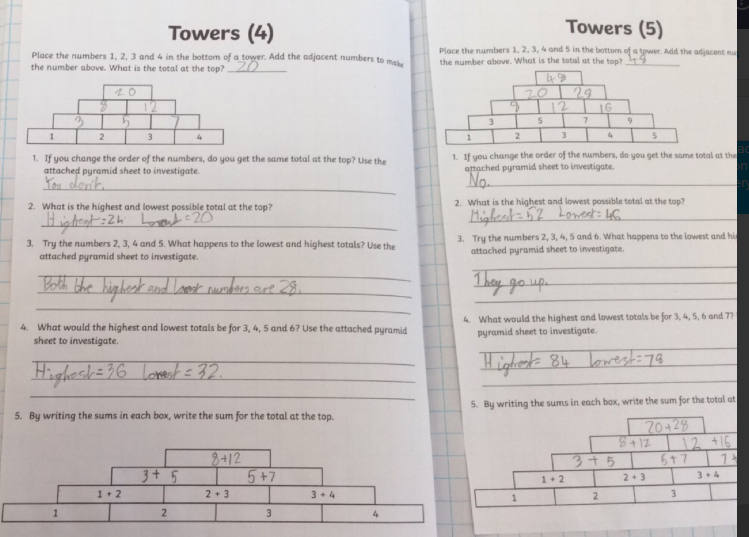 Towers (4)
Place the numbers 1, 2, 3 and 4 in the bottom of a tower. Add the adjacent numbers to make
the number above. What is the total at the top? 20
20
8 12
3 5 7
1 2 3 4
1. If you change the order of the numbers, do you get the same total at the top? Use the
attached pyramid sheet to investigate.
You don't.
2. What is the highest and lowest possible total at the top?
Highest=24 Lowest=20
3. Try the numbers 2, 3, 4 and 5. What happens to the lowest and highest totals? Use the
attached pyramid sheet to investigate.
Both the highest and lowest numbers are 28.
4. What would the highest and lowest totals be for 3, 4, 5 and 6? Use the attached pyramid
sheet to investigate.
Highest=36 lowest=32.
5. By writing the sums in each box, write the sum for the total at the top.
8+12
3+5 5+7
1+2 2+3 3+4
1 2 3 4
Towers (5)
Place the numbers 1, 2, 3, 4 and 5 in the bottom of a tower. Add the adjacent nu
the number above. What is the total at the top? 48
48
20 28
8 12 16
3 5 7 9
1 2 3 4 5
1. If you change the order of the numbers, do you get the same total at the
attached pyramid sheet to investigate.
No.
2. What is the highest and lowest possible total at the top?
Highest=52 Lowest=46
3. Try the numbers 2, 3, 4, 5 and 6. What happens to the lowest and hi
attached pyramid sheet to investigate.
They go up.
4. What would the highest and lowest totals be for 3, 4, 5, 6 and 7?
pyramid sheet to investigate.
Highest= 84 lowest=78
5. By writing the sums in each box, write the sum for the total at
20+28
8+12 12+16
3+5 5+7 7+
1+2 2+3 3+4
1 2 3